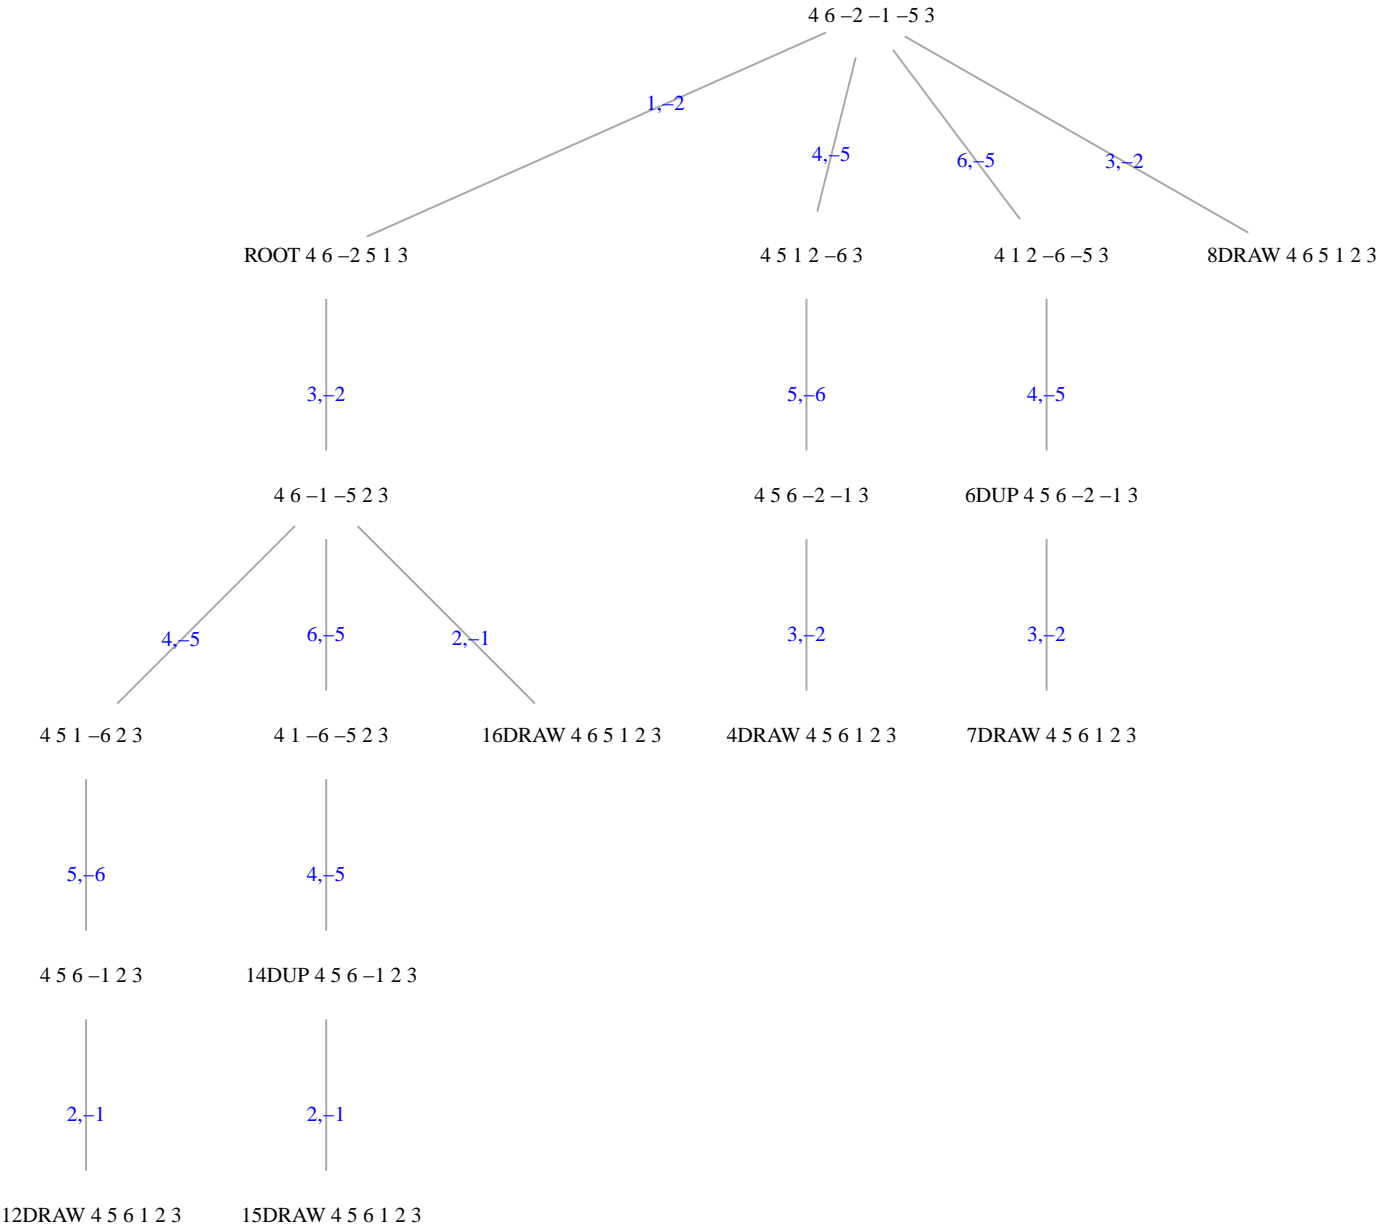 4 6 –2 –1 –5 3
1,–2
4,–5
6,–5
3,–2
ROOT 4 6 –2 5 1 3
4 5 1 2 –6 3
4 1 2 –6 –5 3
8DRAW 4 6 5 1 2 3
3,–2
5,–6
4,–5
4 6 –1 –5 2 3
4 5 6 –2 –1 3
6DUP 4 5 6 –2 –1 3
4,–5
6,–5
2,–1
3,–2
3,–2
4 5 1 –6 2 3
4 1 –6 –5 2 3
16DRAW 4 6 5 1 2 3
4DRAW 4 5 6 1 2 3
7DRAW 4 5 6 1 2 3
5,–6
4,–5
4 5 6 –1 2 3
14DUP 4 5 6 –1 2 3
2,–1
2,–1
12DRAW 4 5 6 1 2 3
15DRAW 4 5 6 1 2 3